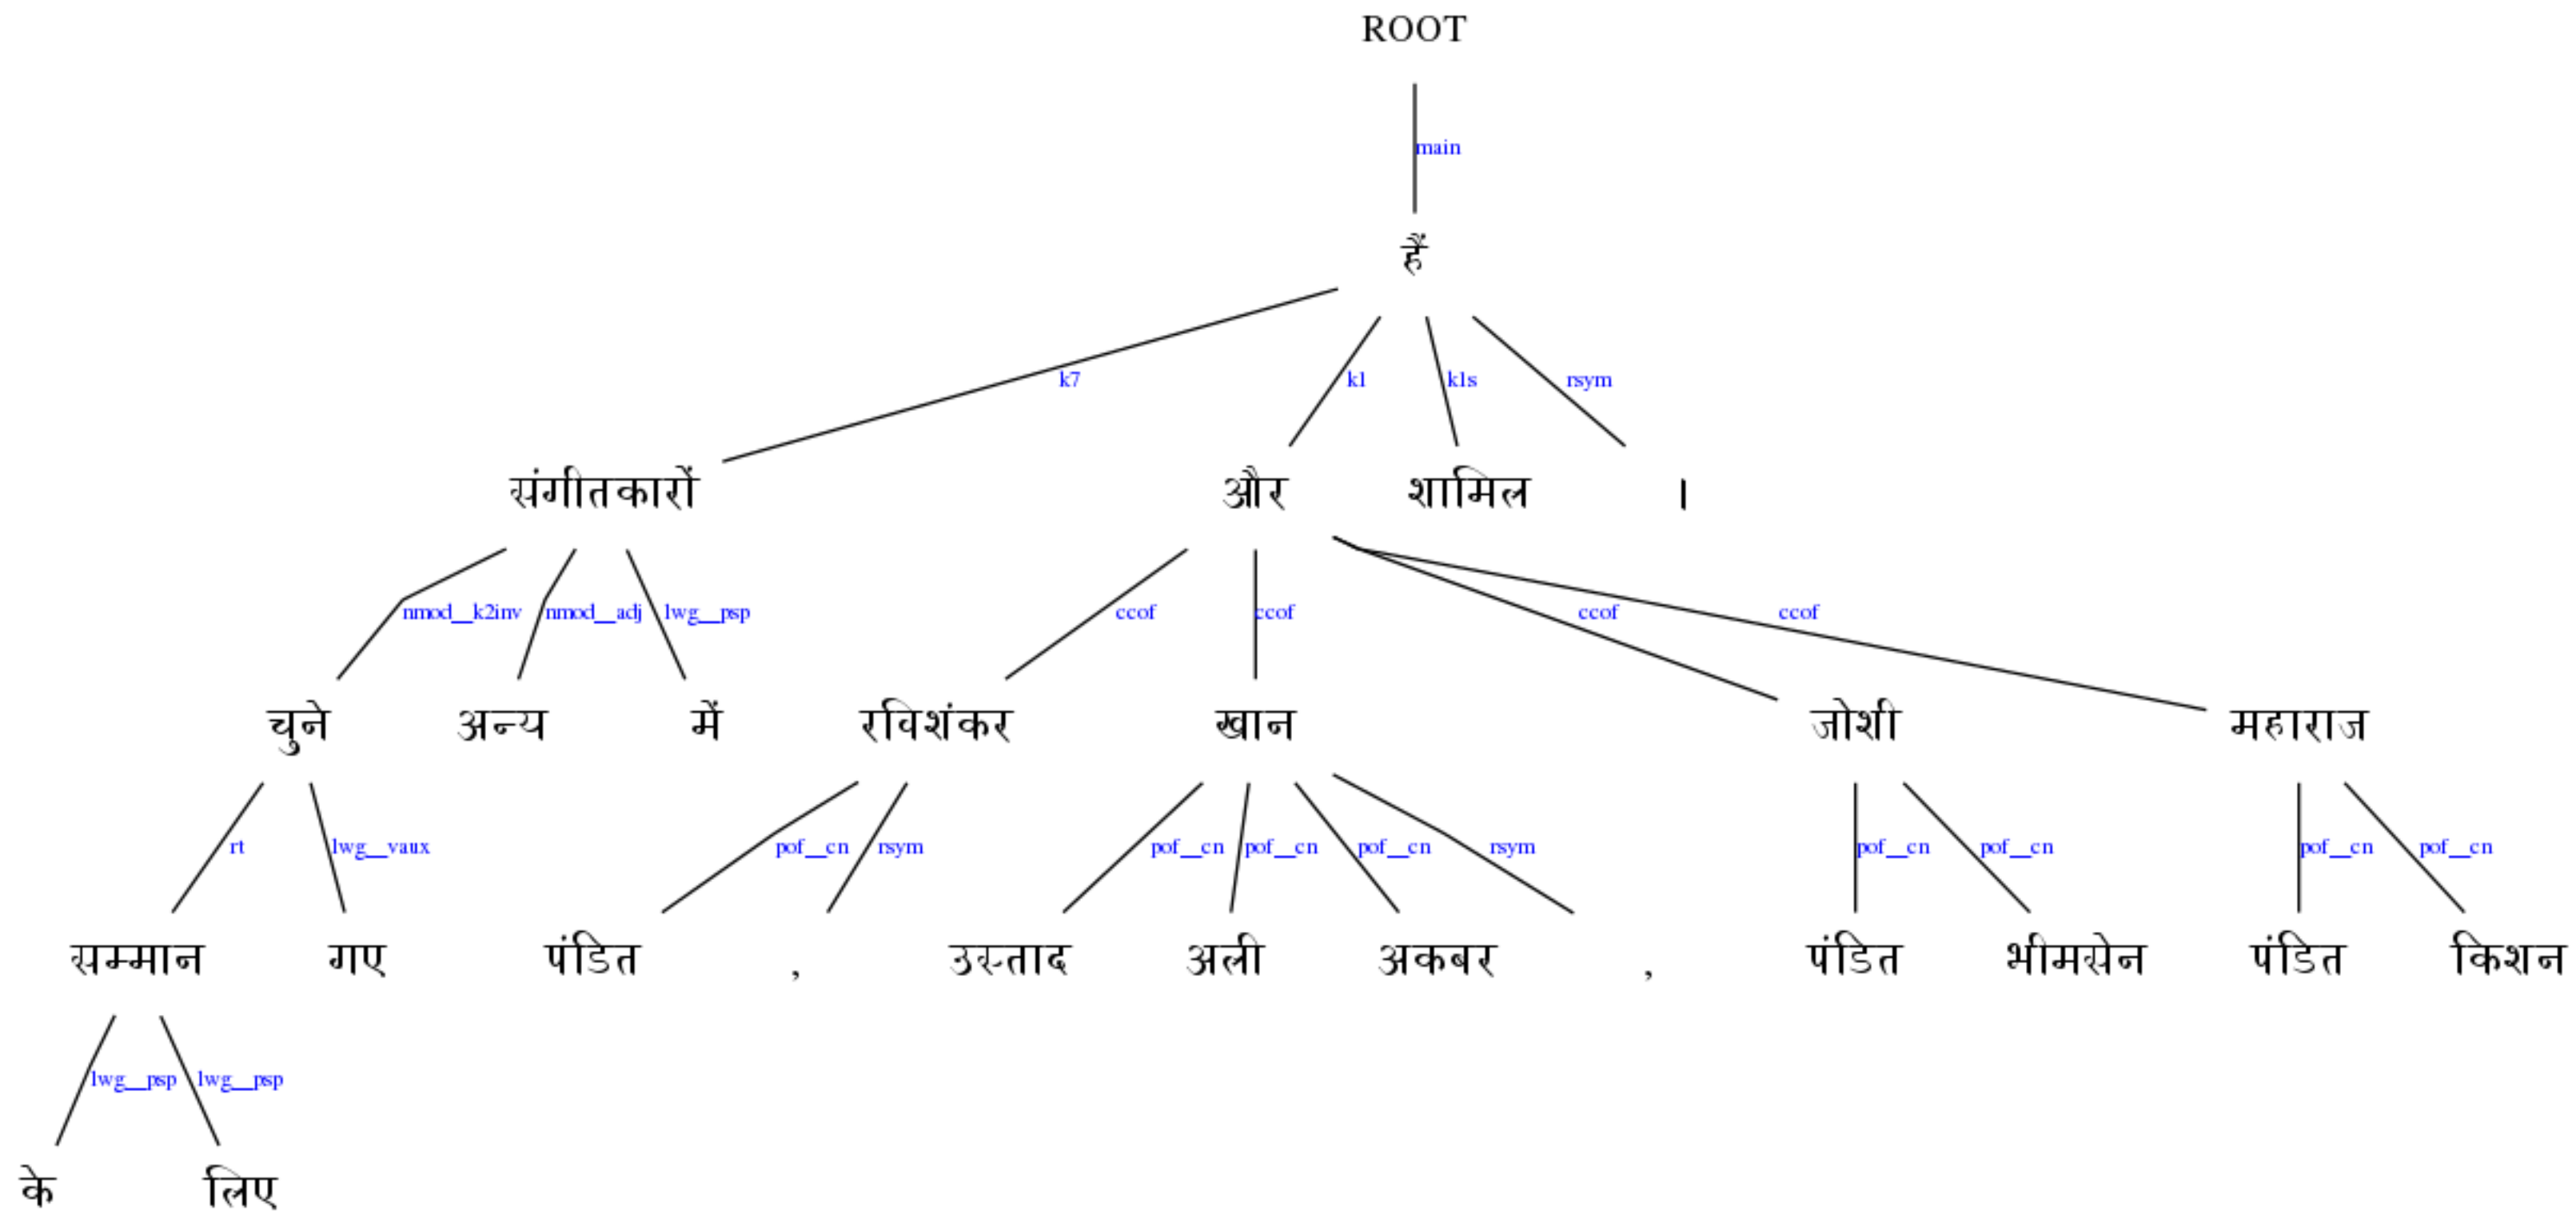 ROOT
main
हैं
k7 k1 k1s rsym
संगीतकारों और शामिल ।
nmod__k2inv nmod__adj lwg__psp ccof ccof ccof ccof
चुने अन्य में रविशंकर खान जोशी महाराज
rt lwg__vaux pof__cn rsym pof__cn pof__cn pof__cn rsym pof__cn pof__cn pof__cn pof__cn
सम्मान गए पंडित , उस्ताद अली अकबर , पंडित भीमसेन पंडित किशन
lwg__psp lwg__psp
के लिए